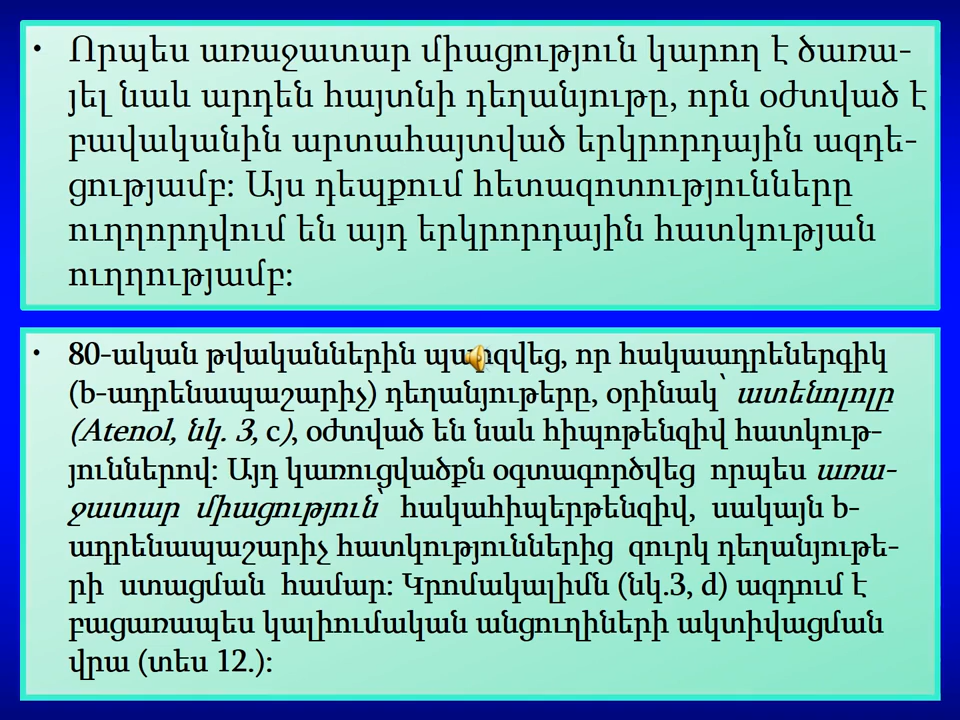 • Որպես առաջատար միացություն կարող է ծառա-
յել նաև արդեն հայտնի դեղանյութը, որն օժտված է
բավականին արտահայտված երկրորդային ազդե-
ցությամբ։ Այս դեպքում հետազոտությունները
ուղղորդվում են այդ երկրորդային հատկության
ուղղությամբ։
• 80-ական թվականներին պարզվեց, որ հակաադրեներգիկ
(b-ադրենապաշարիչ) դեղանյութերը, օրինակ՝ ատենոլոլը
(Atenol, նկ. 3, c), օժտված են նաև հիպոթենզիվ հատկութ-
յուններով։ Այդ կառուցվածքն օգտագործվեց որպես առա-
ջատար միացություն՝ հակահիպերթենզիվ, սակայն b-
ադրենապաշարիչ հատկություններից զուրկ դեղանյութե-
րի ստացման համար։ Կրոմակալիմն (նկ.3, d) ազդում է
բացառապես կալիումական անցուղիների ակտիվացման
վրա (տես 12.)։